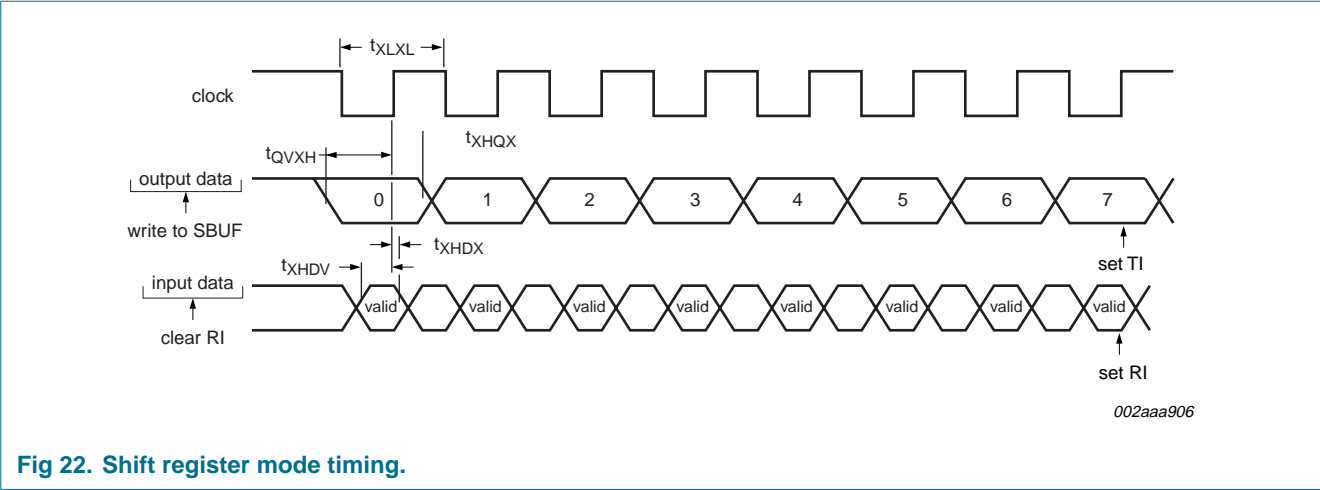 tXLXL
clock
tXHQX
tQVXH
output data
0 1 2 3 4 5 6 7
write to SBUF
tXHDX
set TI
tXHDV
input data
valid valid valid valid valid valid valid valid
clear RI
set RI
002aaa906
Fig 22. Shift register mode timing.